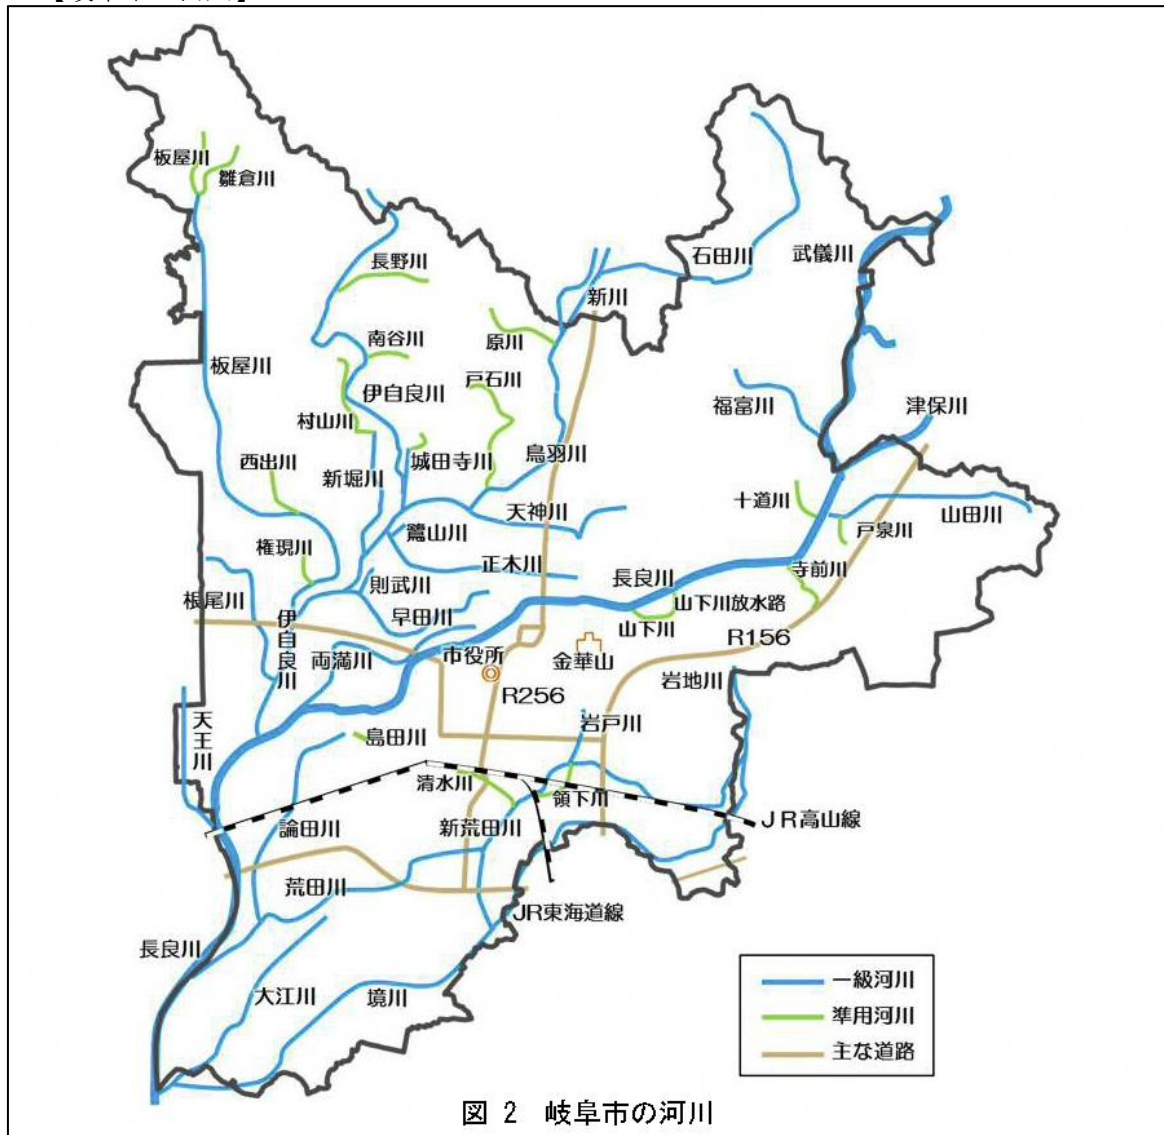 板屋川
雛倉川
長野川
石田川
武儀川
新川
南谷川
原川
板屋川
戸石川
伊自良川
福富川
津保川
村山川
西出川
城田寺川
鳥羽川
新堀川
十道川
天神川
山田川
鷺山川
戸泉川
権現川
正木川
寺前川
則武川
長良川
根尾川
山下川放水路
早田川
伊自良川
山下川
R156
両満川
市役所
金華山
岩地川
R256
天王川
島田川
岩戸川
清水川
領下川
論田川
新荒田川
JR高山線
荒田川
JR東海道線
長良川
大江川
境川
一級河川
準用河川
主な道路
図 2 岐阜市の河川